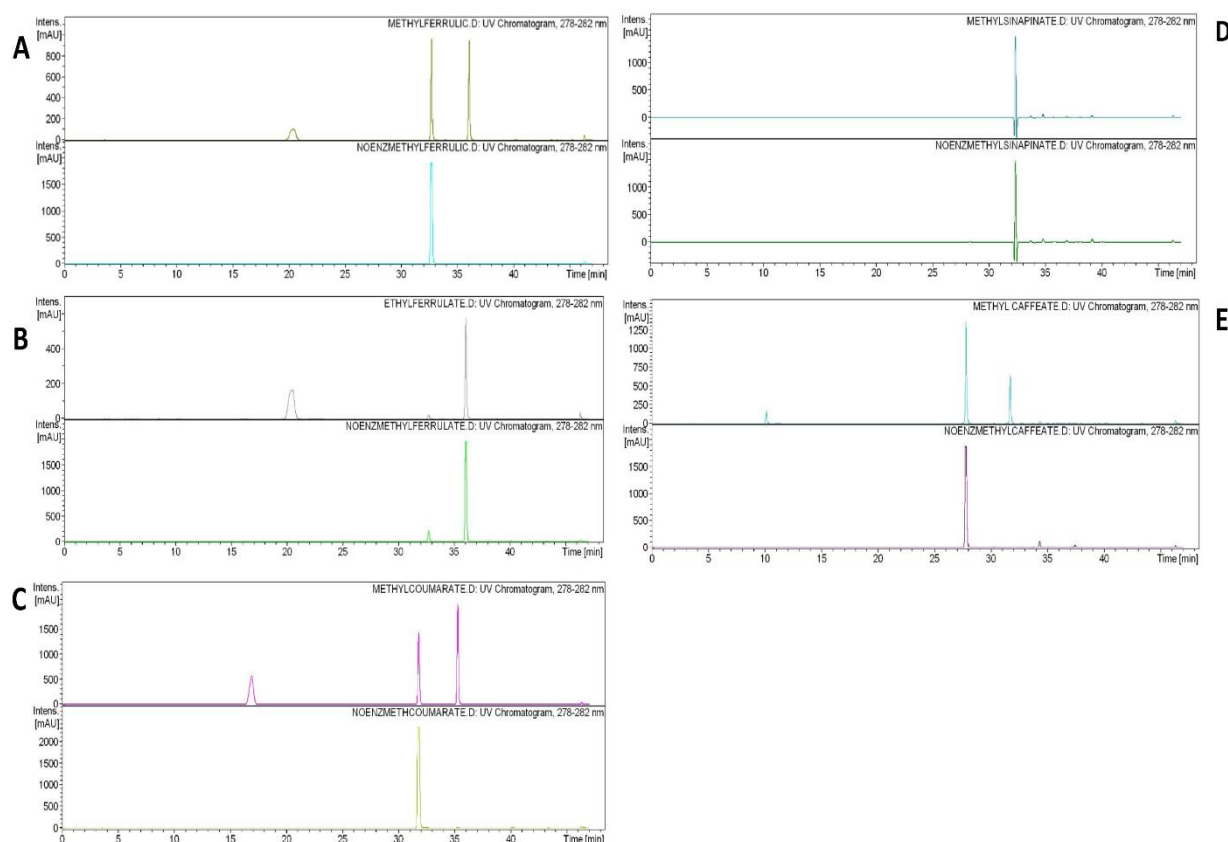 A
Intens.
[mAU]
METHYLFERRULIC.D: UV Chromatogram, 278-282 nm
800
600
400
200
0
Intens.
[mAU]
NOENZMETHYLFERRULIC.D: UV Chromatogram, 278-282 nm
1500
1000
500
0
0 5 10 15 20 25 30 35 40 Time [min]
B
Intens.
[mAU]
ETHYLFERRULATE.D: UV Chromatogram, 278-282 nm
400
200
0
Intens.
[mAU]
NOENZMETHYLFERRULATE.D: UV Chromatogram, 278-282 nm
1500
1000
500
0
0 5 10 15 20 25 30 35 40 Time [min]
C
Intens.
[mAU]
METHYLCOUMARATE.D: UV Chromatogram, 278-282 nm
1500
1000
500
0
Intens.
[mAU]
NOENZMETHCOUMARATE.D: UV Chromatogram, 278-282 nm
2000
1500
1000
500
0
0 5 10 15 20 25 30 35 40 Time [min]
D
Intens.
[mAU]
METHYLSINAPINATE.D: UV Chromatogram, 278-282 nm
1000
500
0
Intens.
[mAU]
NOENZMETHYLSINAPINATE.D: UV Chromatogram, 278-282 nm
1000
500
0
0 5 10 15 20 25 30 35 40 Time [min]
E
Intens.
[mAU]
METHYL CAFFEATE.D: UV Chromatogram, 278-282 nm
1250
1000
750
500
250
0
Intens.
[mAU]
NOENZMETHYLCAFFEATE.D: UV Chromatogram, 278-282 nm
1500
1000
500
0
0 5 10 15 20 25 30 35 40 Time [min]